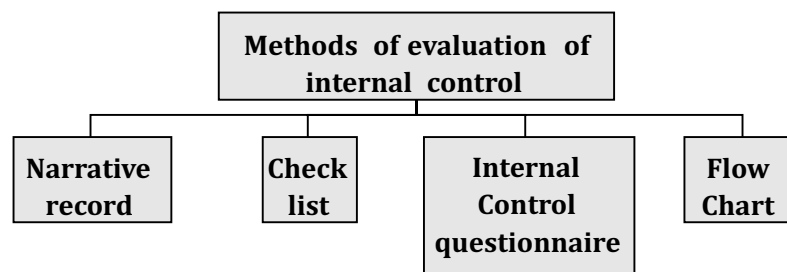 Methods of evaluation of
internal control
Narrative
record
Check
list
Internal
Control
questionnaire
Flow
Chart